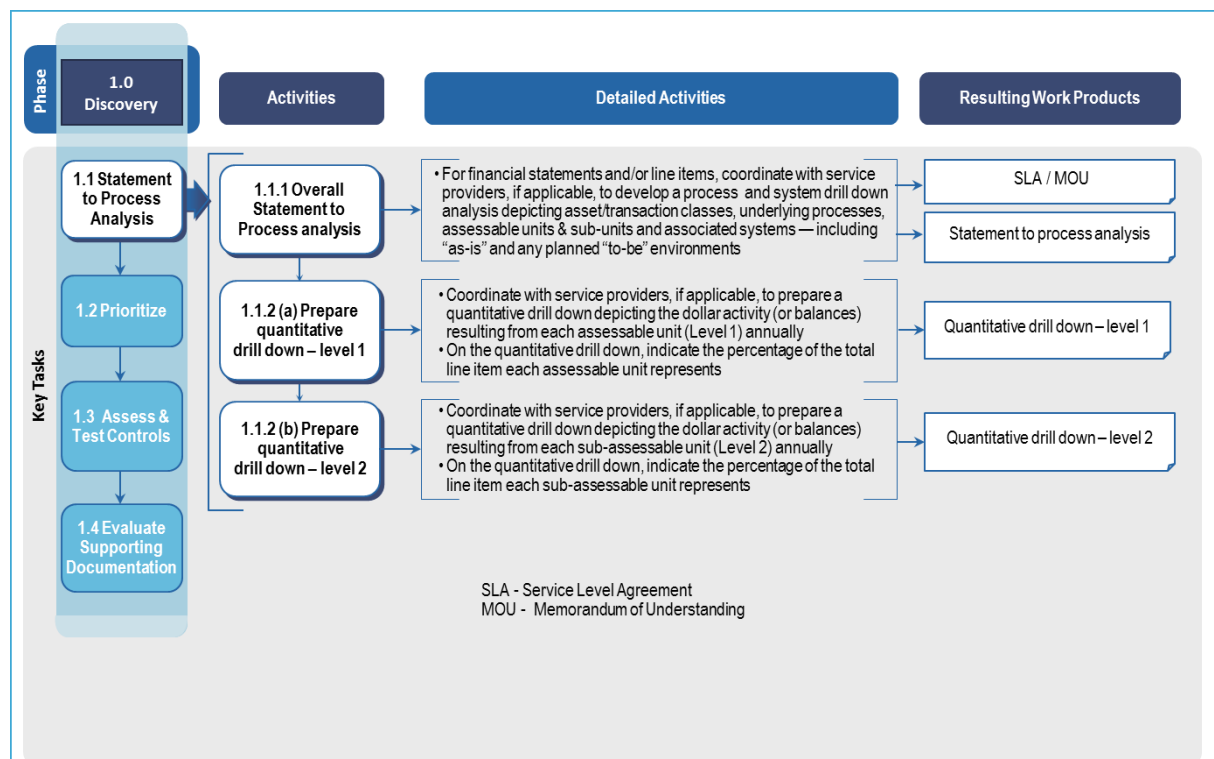 Phase
1.0
Discovery
Activities
Detailed Activities
Resulting Work Products
Key Tasks
1.1 Statement
to Process
Analysis
1.2 Prioritize
1.3 Assess &
Test Controls
1.4 Evaluate
Supporting
Documentation
1.1.1 Overall
Statement to
Process analysis
• For financial statements and/or line items, coordinate with service
providers, if applicable, to develop a process and system drill down
analysis depicting asset/transaction classes, underlying processes,
assessable units & sub-units and associated systems — including
“as-is” and any planned “to-be” environments
SLA / MOU
Statement to process analysis
1.1.2 (a) Prepare
quantitative
drill down – level 1
• Coordinate with service providers, if applicable, to prepare a
quantitative drill down depicting the dollar activity (or balances)
resulting from each assessable unit (Level 1) annually
• On the quantitative drill down, indicate the percentage of the total
line item each assessable unit represents
Quantitative drill down – level 1
1.1.2 (b) Prepare
quantitative
drill down – level 2
• Coordinate with service providers, if applicable, to prepare a
quantitative drill down depicting the dollar activity (or balances)
resulting from each sub-assessable unit (Level 2) annually
• On the quantitative drill down, indicate the percentage of the total
line item each sub-assessable unit represents
Quantitative drill down – level 2
SLA - Service Level Agreement
MOU - Memorandum of Understanding